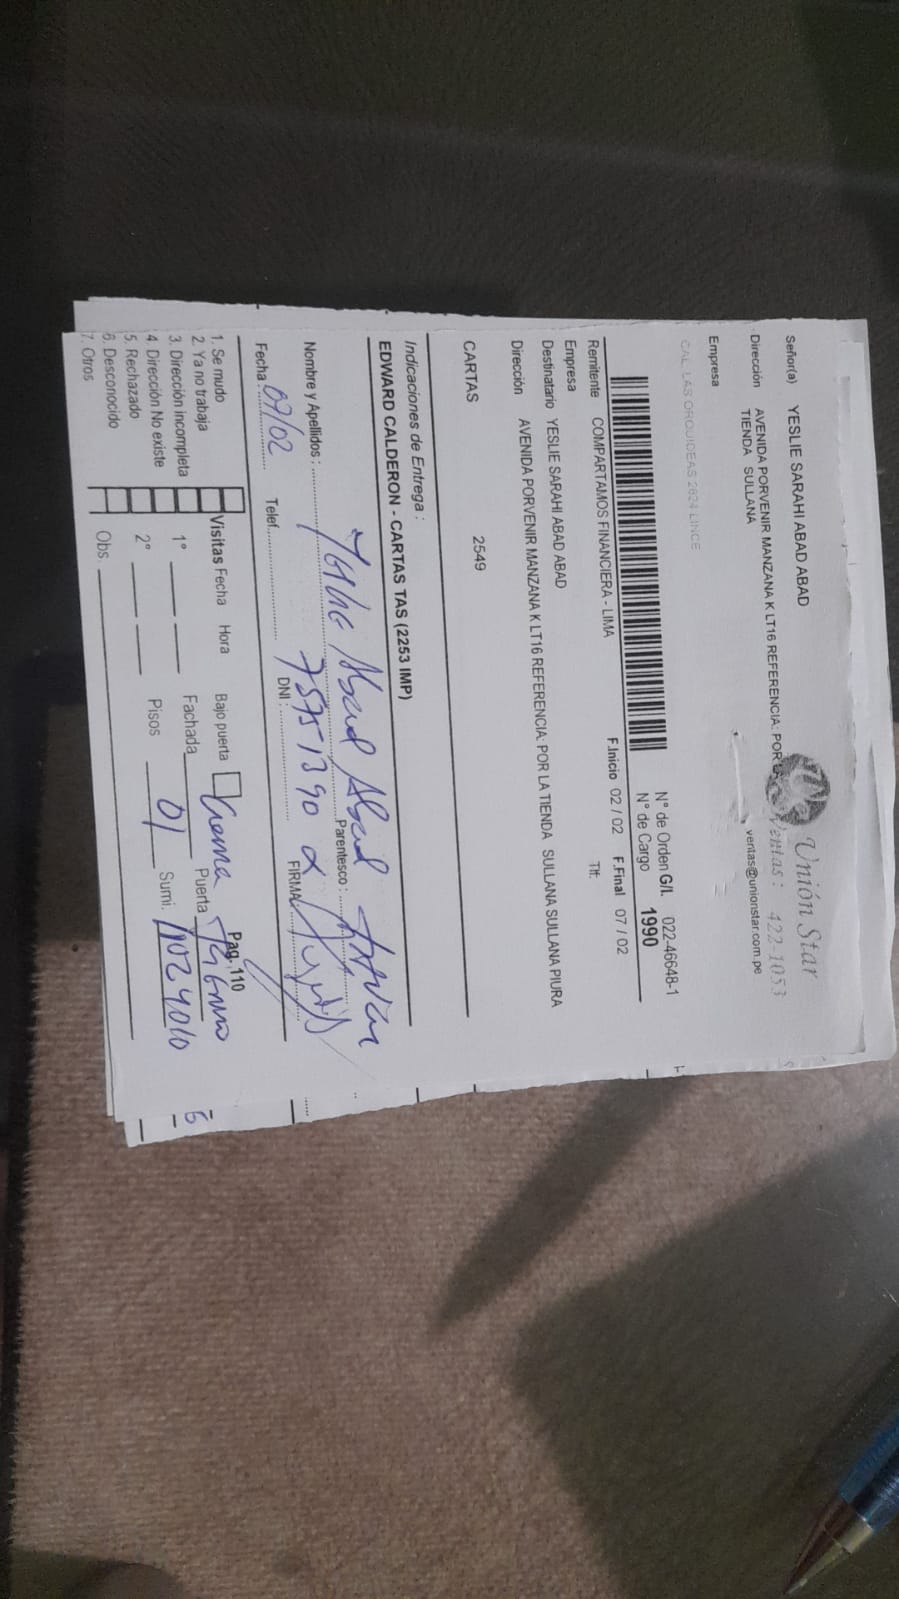 Unión Star
Señor(a) YESLIE SARAHI ABAD ABAD
Ventas: 422-1053
Dirección AVENIDA PORVENIR MANZANA K LT16 REFERENCIA: POR LA
TIENDA SULLANA
ventas@unionstar.com.pe
Empresa
CAL LAS ORQUIDEAS 2624 LINCE
N° de Orden G/I. 022-46648-1
N° de Cargo 1990
F.Inicio 02 / 02 F.Final 07 / 02
Remitente COMPARTAMOS FINANCIERA - LIMA Tlf:
Empresa
Destinatario YESLIE SARAHI ABAD ABAD
Dirección AVENIDA PORVENIR MANZANA K LT16 REFERENCIA: POR LA TIENDA SULLANA SULLANA PIURA
CARTAS 2549
Indicaciones de Entrega :
EDWARD CALDERON - CARTAS TAS (2253 IMP)
Abad Abad
Nombre y Apellidos : Parentesco :
75751390
Fecha : 07/02 Telef. DNI : FIRMA:
Pag. 110
1. Se mudo Visitas Fecha Hora Bajo puerta
2. Ya no trabaja Crema
3. Dirección incompleta 1° Fachada Puerta
4. Dirección No existe 2° Pisos 01 Sumi. 11024010
5. Rechazado
6. Desconocido Obs.
7. Otros